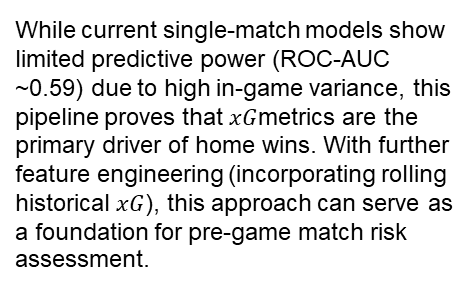 While current single-match models show
limited predictive power (ROC-AUC
~0.59) due to high in-game variance, this
pipeline proves that xGmetrics are the
primary driver of home wins. With further
feature engineering (incorporating rolling
historical xG), this approach can serve as
a foundation for pre-game match risk
assessment.